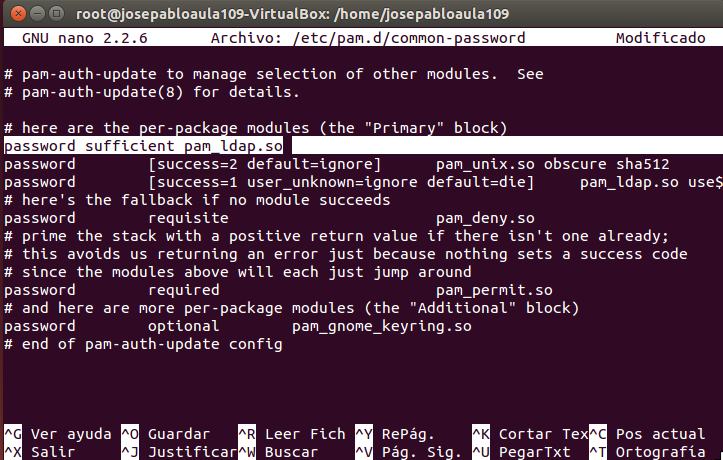 root@josepabloaula109-VirtualBox: /home/josepabloaula109
GNU nano 2.2.6 Archivo: /etc/pam.d/common-password Modificado
# pam-auth-update to manage selection of other modules. See
# pam-auth-update(8) for details.
# here are the per-package modules (the "Primary" block)
password sufficient pam_ldap.so
password [success=2 default=ignore] pam_unix.so obscure sha512
password [success=1 user_unknown=ignore default=die] pam_ldap.so use$
# here's the fallback if no module succeeds
password requisite pam_deny.so
# prime the stack with a positive return value if there isn't one already;
# this avoids us returning an error just because nothing sets a success code
# since the modules above will each just jump around
password required pam_permit.so
# and here are more per-package modules (the "Additional" block)
password optional pam_gnome_keyring.so
# end of pam-auth-update config
^G Ver ayuda ^O Guardar ^R Leer Fich ^Y RePág. ^K Cortar Tex ^C Pos actual
^X Salir ^J Justificar ^W Buscar ^V Pág. Sig. ^U PegarTxt ^T Ortografía